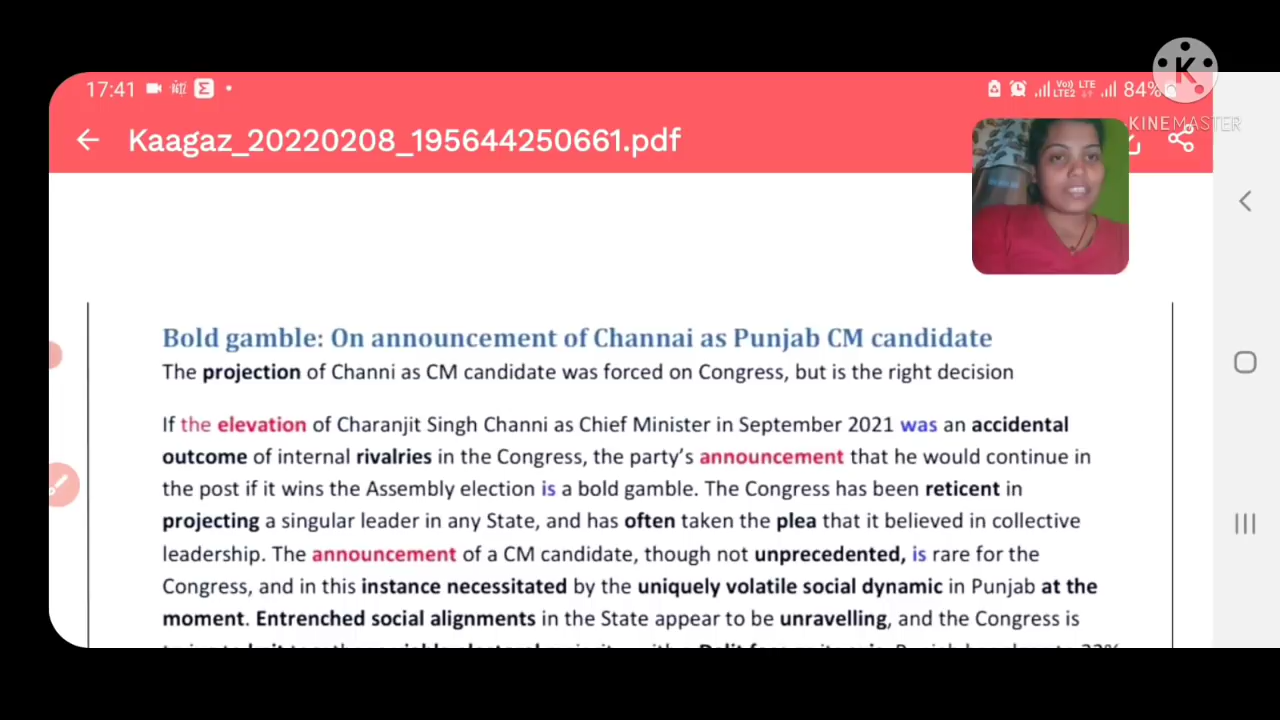 17:41
Vo)) LTE
LTE2
84%
KINEMASTER
Kaagaz_20220208_195644250661.pdf
Bold gamble: On announcement of Channai as Punjab CM candidate
The projection of Channi as CM candidate was forced on Congress, but is the right decision
If the elevation of Charanjit Singh Channi as Chief Minister in September 2021 was an accidental
outcome of internal rivalries in the Congress, the party's announcement that he would continue in
the post if it wins the Assembly election is a bold gamble. The Congress has been reticent in
projecting a singular leader in any State, and has often taken the plea that it believed in collective
leadership. The announcement of a CM candidate, though not unprecedented, is rare for the
Congress, and in this instance necessitated by the uniquely volatile social dynamic in Punjab at the
moment. Entrenched social alignments in the State appear to be unravelling, and the Congress is